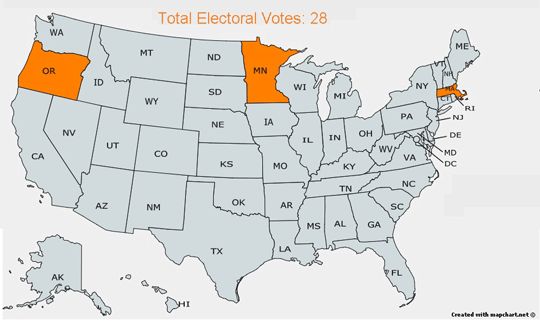 Total Electoral Votes: 28
WA
MT
ND
MN
ME
OR
ID
SD
WI
MI
VT
NH
NY
MA
CT
RI
WY
NE
IA
PA
NJ
NV
UT
CO
KS
MO
IL
IN
OH
WV
DE
MD
DC
CA
AZ
NM
OK
AR
KY
VA
TN
NC
SC
TX
LA
MS
AL
GA
FL
AK
HI
Created with mapchart.net ©